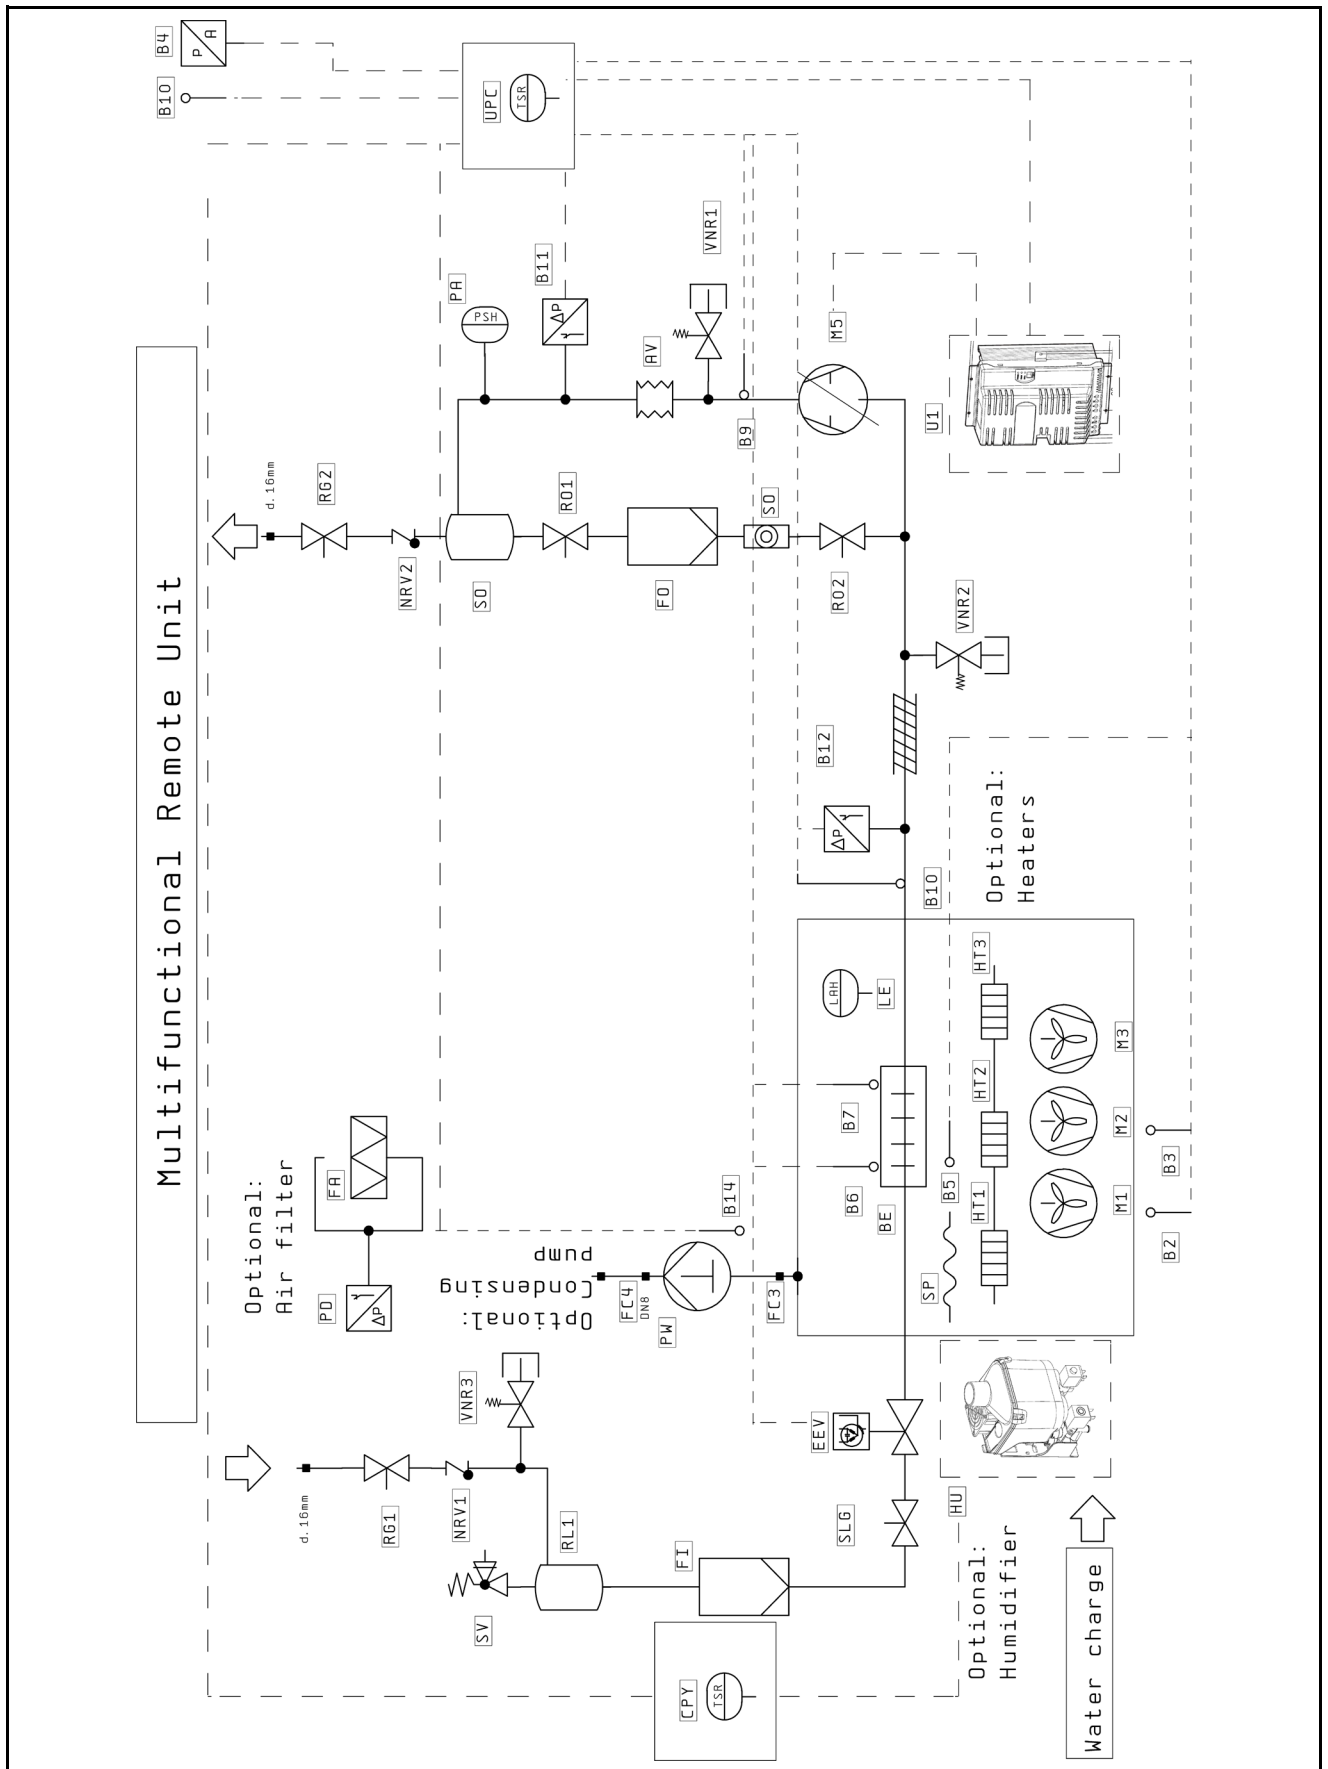 Multifunctional Remote Unit
B4
P
A
B10
UPC
TSR
VNR1
B11
ΔP
PA
PSH
AV
M5
B9
U1
d.16mm
RG2
NRV2
SO
RO1
FO
SO
RO2
VNR2
B12
ΔP
B10
Optional:
Heaters
LAH
LE
HT3
HT2
HT1
M3
M2
M1
B3
B2
B7
B6
BE
B5
SP
B14
Optional:
Air filter
FA
PD
ΔP
Optional:
Condensing
pump
FC4
DN8
PW
FC3
VNR3
EEV
d.16mm
RG1
NRV1
RL1
SV
FI
SLG
HU
Optional:
Humidifier
CPY
TSR
Water charge